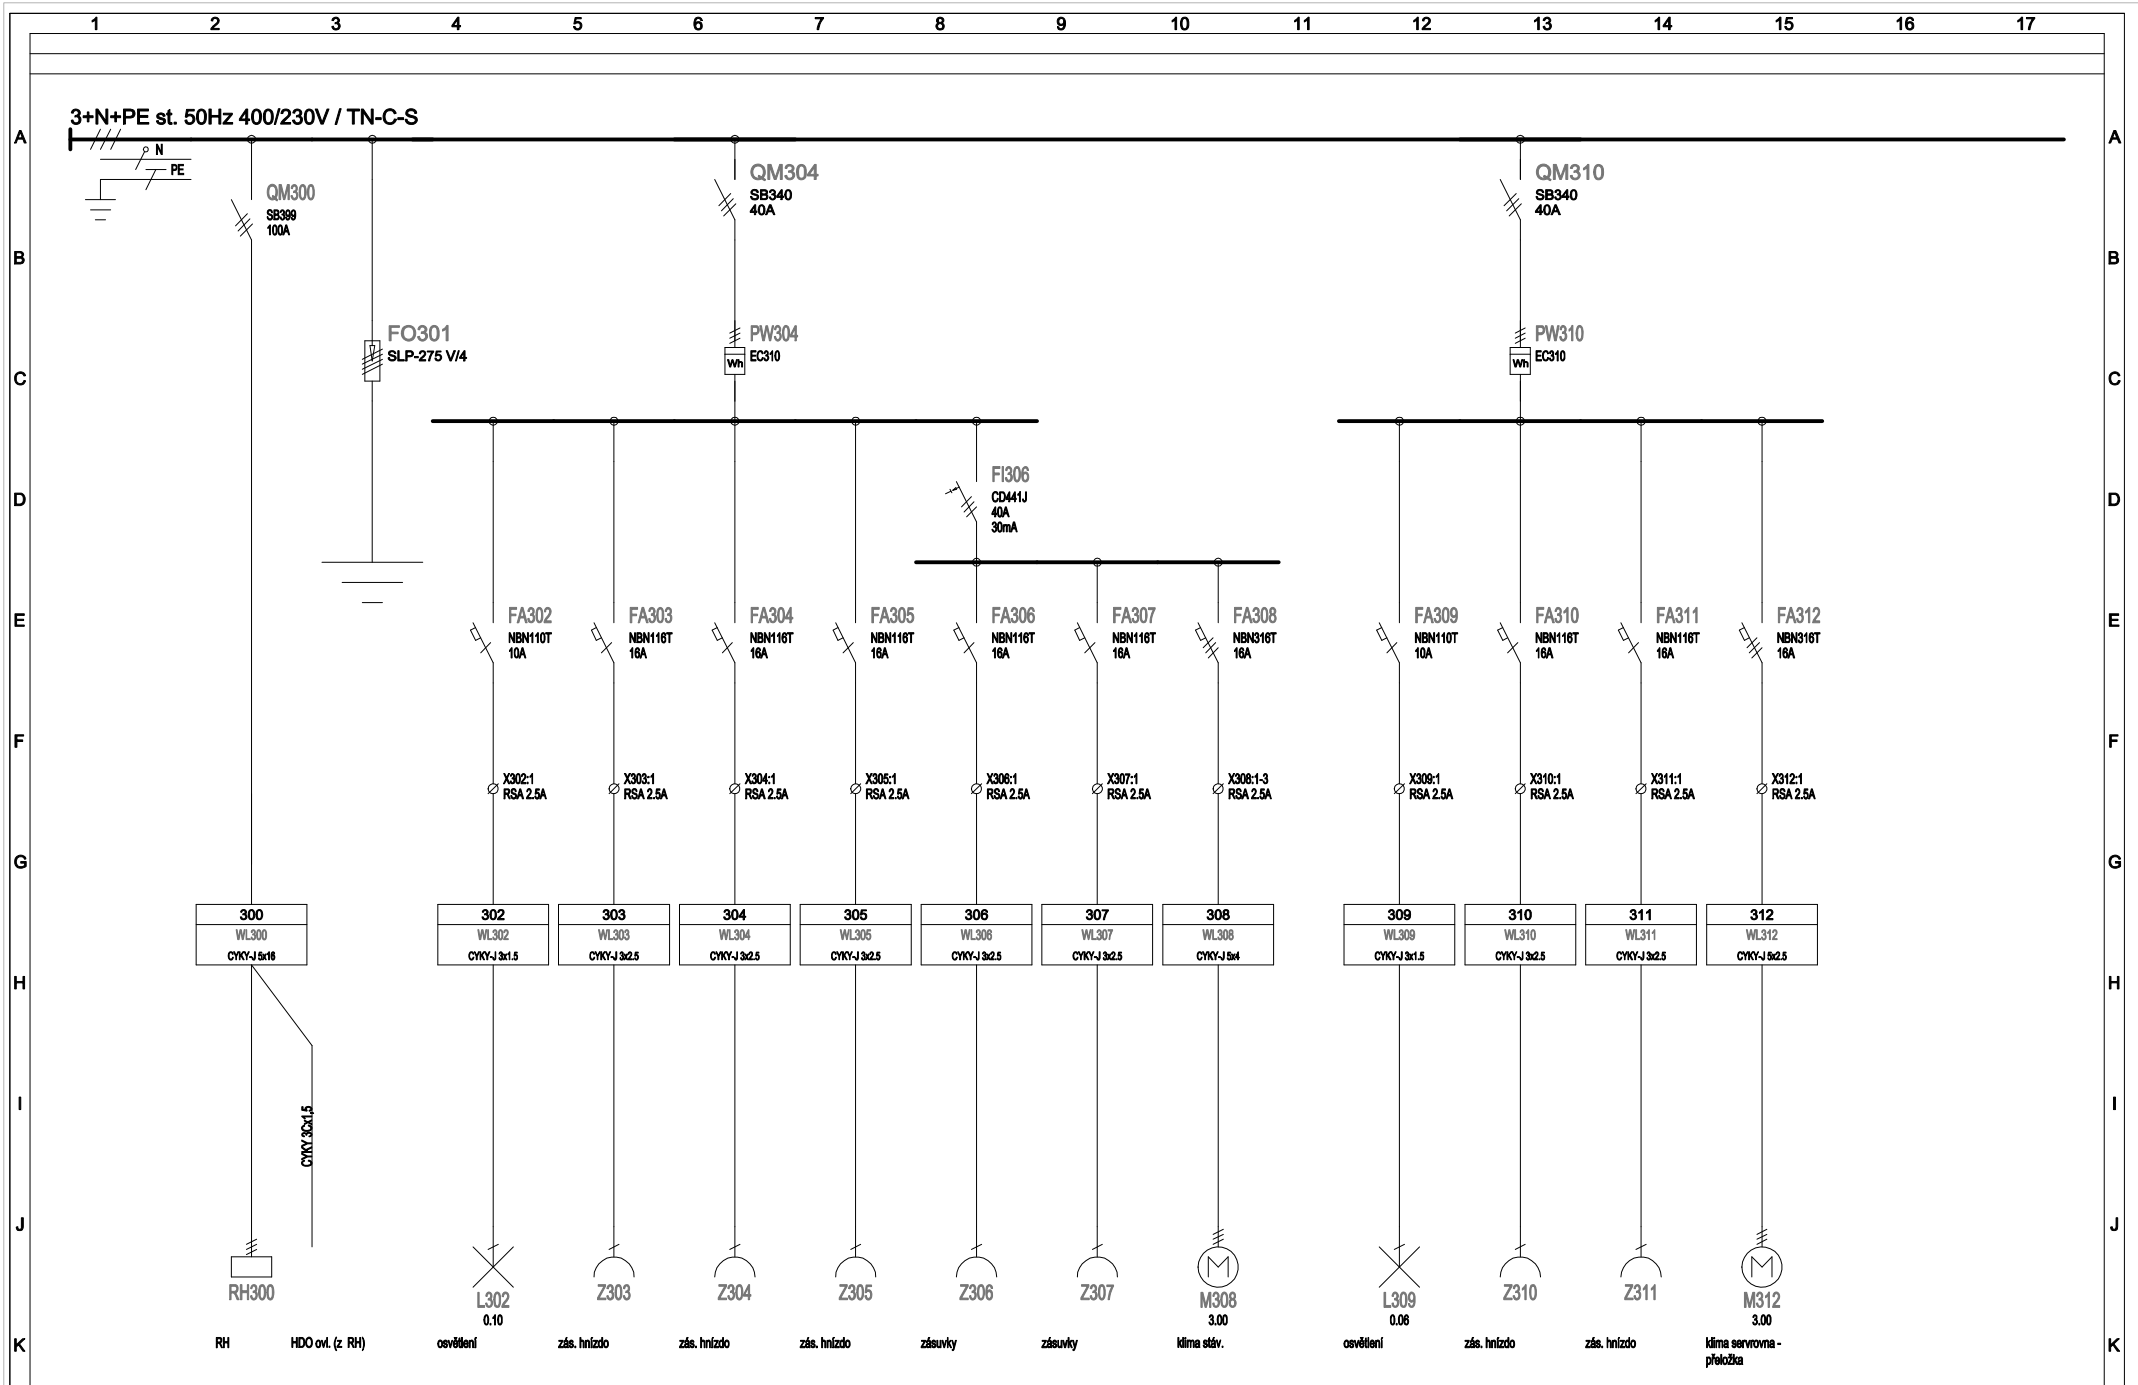 1 2 3 4 5 6 7 8 9 10 11 12 13 14 15 16 17
3+N+PE st. 50Hz 400/230V / TN-C-S
A A
N
PE
QM300
SB399
100A
QM304
SB340
40A
QM310
SB340
40A
B B
FO301
SLP-275 V/4
PW304
EC310
Wh
PW310
EC310
Wh
C C
FI306
CD441J
40A
30mA
D D
E E
FA302
NBN110T
10A
FA303
NBN116T
16A
FA304
NBN116T
16A
FA305
NBN116T
16A
FA306
NBN116T
16A
FA307
NBN116T
16A
FA308
NBN316T
16A
FA309
NBN110T
10A
FA310
NBN116T
16A
FA311
NBN116T
16A
FA312
NBN316T
16A
F F
X302:1
RSA 2.5A
X303:1
RSA 2.5A
X304:1
RSA 2.5A
X305:1
RSA 2.5A
X306:1
RSA 2.5A
X307:1
RSA 2.5A
X308:1-3
RSA 2.5A
X309:1
RSA 2.5A
X310:1
RSA 2.5A
X311:1
RSA 2.5A
X312:1
RSA 2.5A
G G
300
WL300
CYKY-J 5x16
302
WL302
CYKY-J 3x1.5
303
WL303
CYKY-J 3x2.5
304
WL304
CYKY-J 3x2.5
305
WL305
CYKY-J 3x2.5
306
WL306
CYKY-J 3x2.5
307
WL307
CYKY-J 3x2.5
308
WL308
CYKY-J 5x4
309
WL309
CYKY-J 3x1.5
310
WL310
CYKY-J 3x2.5
311
WL311
CYKY-J 3x2.5
312
WL312
CYKY-J 5x2.5
H H
I I
CYKY 3Cx1,5
J J
RH300
L302
0.10
Z303
Z304
Z305
Z306
Z307
M
M308
3.00
L309
0.06
Z310
Z311
M
M312
3.00
K K
RH
HDO ovl. (z RH)
osvětlení
zás. hnízdo
zás. hnízdo
zás. hnízdo
zásuvky
zásuvky
klima stáv.
osvětlení
zás. hnízdo
zás. hnízdo
klima servrovna -
přeložka